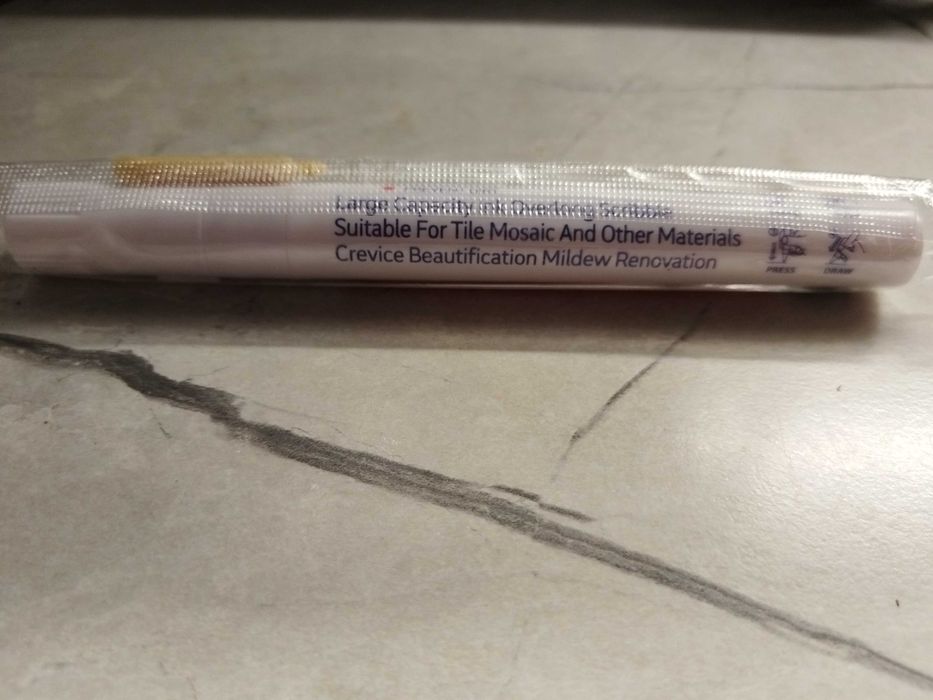 Large Capacity Ink Overlong Scribble
Suitable For Tile Mosaic And Other Materials
Crevice Beautification Mildew Renovation
PRESS
DRAW